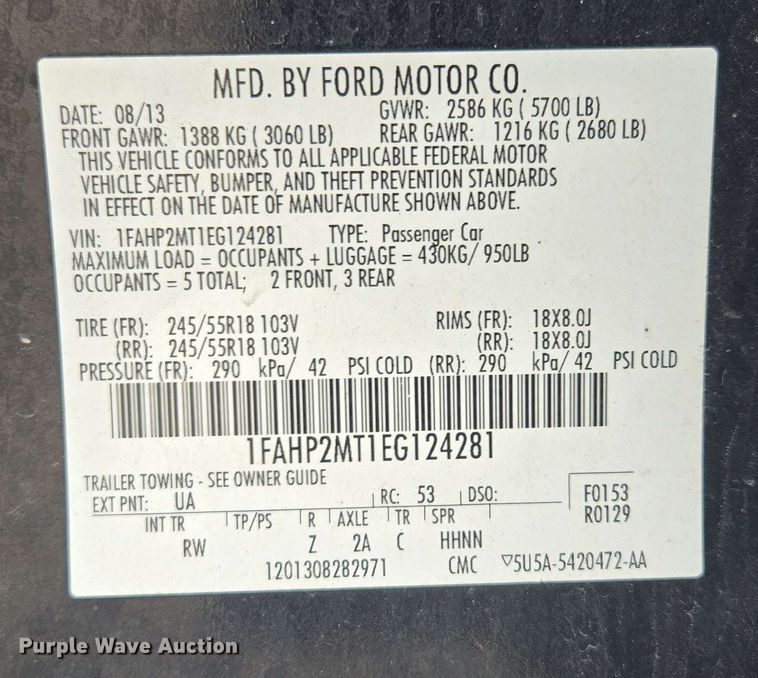 MFD. BY FORD MOTOR CO.
DATE: 08/13 GVWR: 2586 KG ( 5700 LB)
FRONT GAWR: 1388 KG ( 3060 LB) REAR GAWR: 1216 KG ( 2680 LB)
THIS VEHICLE CONFORMS TO ALL APPLICABLE FEDERAL MOTOR
VEHICLE SAFETY, BUMPER, AND THEFT PREVENTION STANDARDS
IN EFFECT ON THE DATE OF MANUFACTURE SHOWN ABOVE.
VIN: 1FAHP2MT1EG124281 TYPE: Passenger Car
MAXIMUM LOAD = OCCUPANTS + LUGGAGE = 430KG/ 950LB
OCCUPANTS = 5 TOTAL; 2 FRONT, 3 REAR
TIRE (FR): 245/55R18 103V RIMS (FR): 18X8.0J
(RR): 245/55R18 103V (RR): 18X8.0J
PRESSURE (FR): 290 kPa/ 42 PSI COLD (RR): 290 kPa/ 42 PSI COLD
1FAHP2MT1EG124281
TRAILER TOWING - SEE OWNER GUIDE
EXT PNT: UA RC: 53 DSO: F0153
INT TR TP/PS R AXLE TR SPR R0129
RW Z 2A C HHNN
1201308282971 CMC ▽5U5A-5420472-AA
Purple Wave Auction